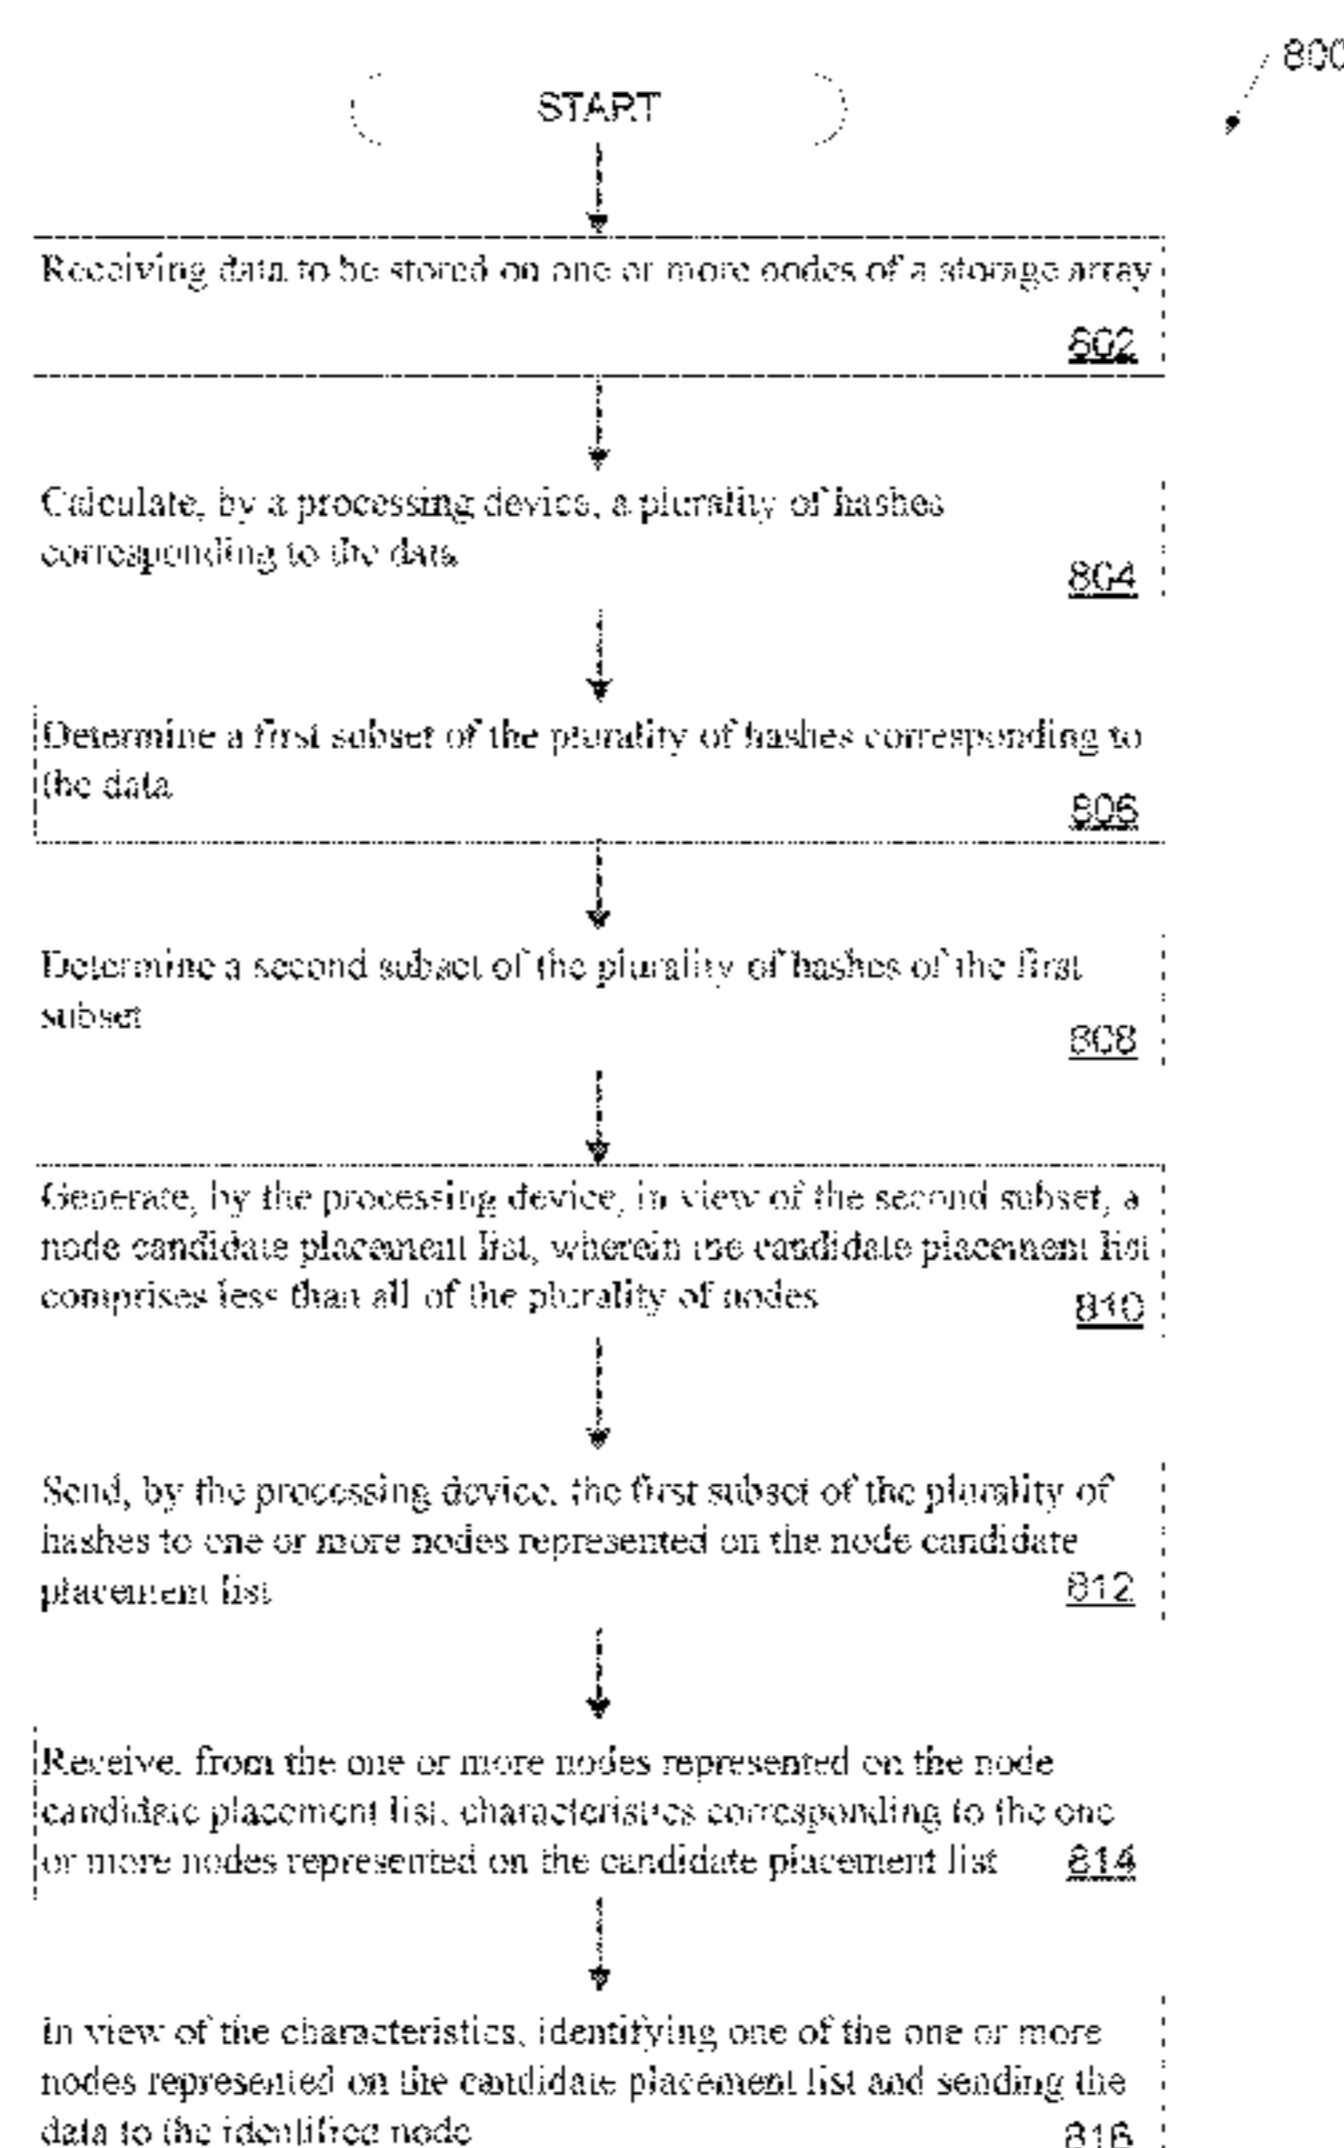 800
START
Receiving data to be stored on one or more nodes of a storage array
802
Calculate, by a processing device, a plurality of hashes
corresponding to the data
804
Determine a first subset of the plurality of hashes corresponding to
the data
806
Determine a second subset of the plurality of hashes of the first
subset
808
Generate, by the processing device, in view of the second subset, a
node candidate placement list, wherein the candidate placement list
comprises less than all of the plurality of nodes
810
Send, by the processing device, the first subset of the plurality of
hashes to one or more nodes represented on the node candidate
placement list
812
Receive, from the one or more nodes represented on the node
candidate placement list, characteristics corresponding to the one
or more nodes represented on the candidate placement list
814
In view of the characteristics, identifying one of the one or more
nodes represented on the candidate placement list and sending the
data to the identified node
816